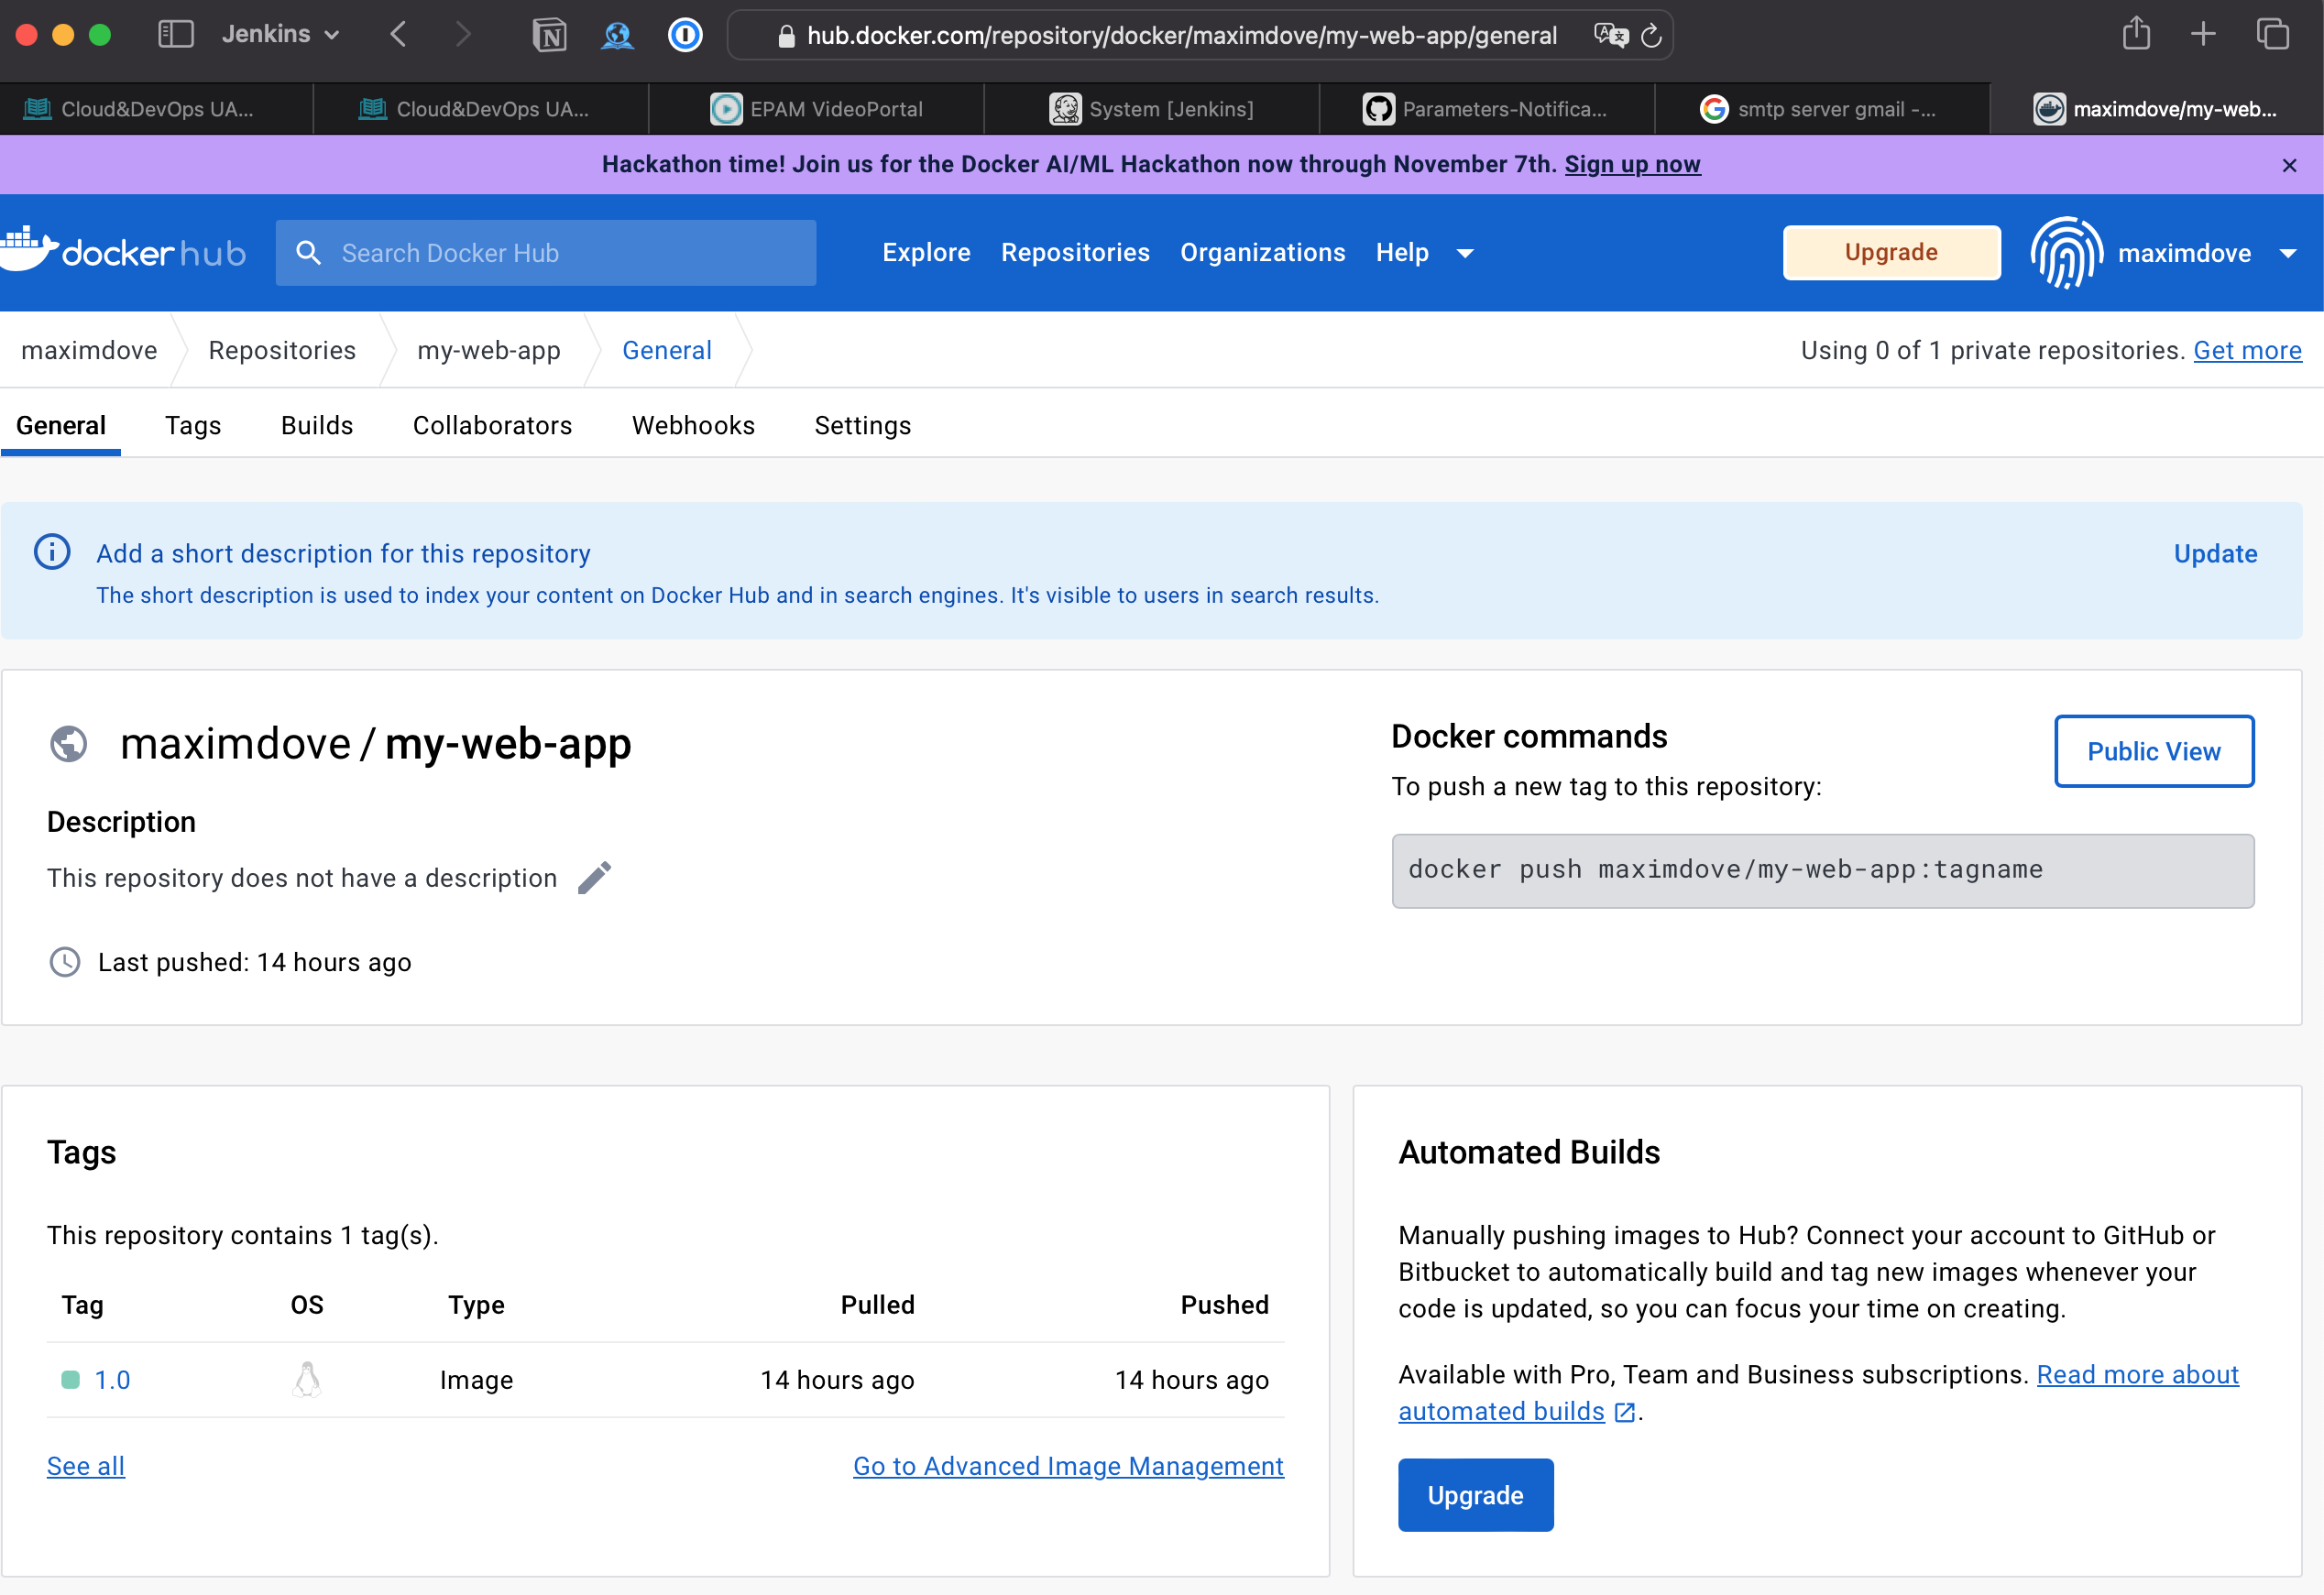 Jenkins
hub.docker.com/repository/docker/maximdove/my-web-app/general
Cloud&DevOps UA...
Cloud&DevOps UA...
EPAM VideoPortal
System [Jenkins]
Parameters-Notifica...
smtp server gmail -...
maximdove/my-web...
Hackathon time! Join us for the Docker AI/ML Hackathon now through November 7th. Sign up now
dockerhub
Search Docker Hub
Explore
Repositories
Organizations
Help
Upgrade
maximdove
maximdove
Repositories
my-web-app
General
Using 0 of 1 private repositories. Get more
General
Tags
Builds
Collaborators
Webhooks
Settings
Add a short description for this repository
Update
The short description is used to index your content on Docker Hub and in search engines. It's visible to users in search results.
maximdove / my-web-app
Description
This repository does not have a description
Last pushed: 14 hours ago
Docker commands
Public View
To push a new tag to this repository:
docker push maximdove/my-web-app:tagname
Tags
This repository contains 1 tag(s).
Tag OS Type Pulled Pushed
1.0 Image 14 hours ago 14 hours ago
See all
Go to Advanced Image Management
Automated Builds
Manually pushing images to Hub? Connect your account to GitHub or
Bitbucket to automatically build and tag new images whenever your
code is updated, so you can focus your time on creating.
Available with Pro, Team and Business subscriptions. Read more about
automated builds .
Upgrade